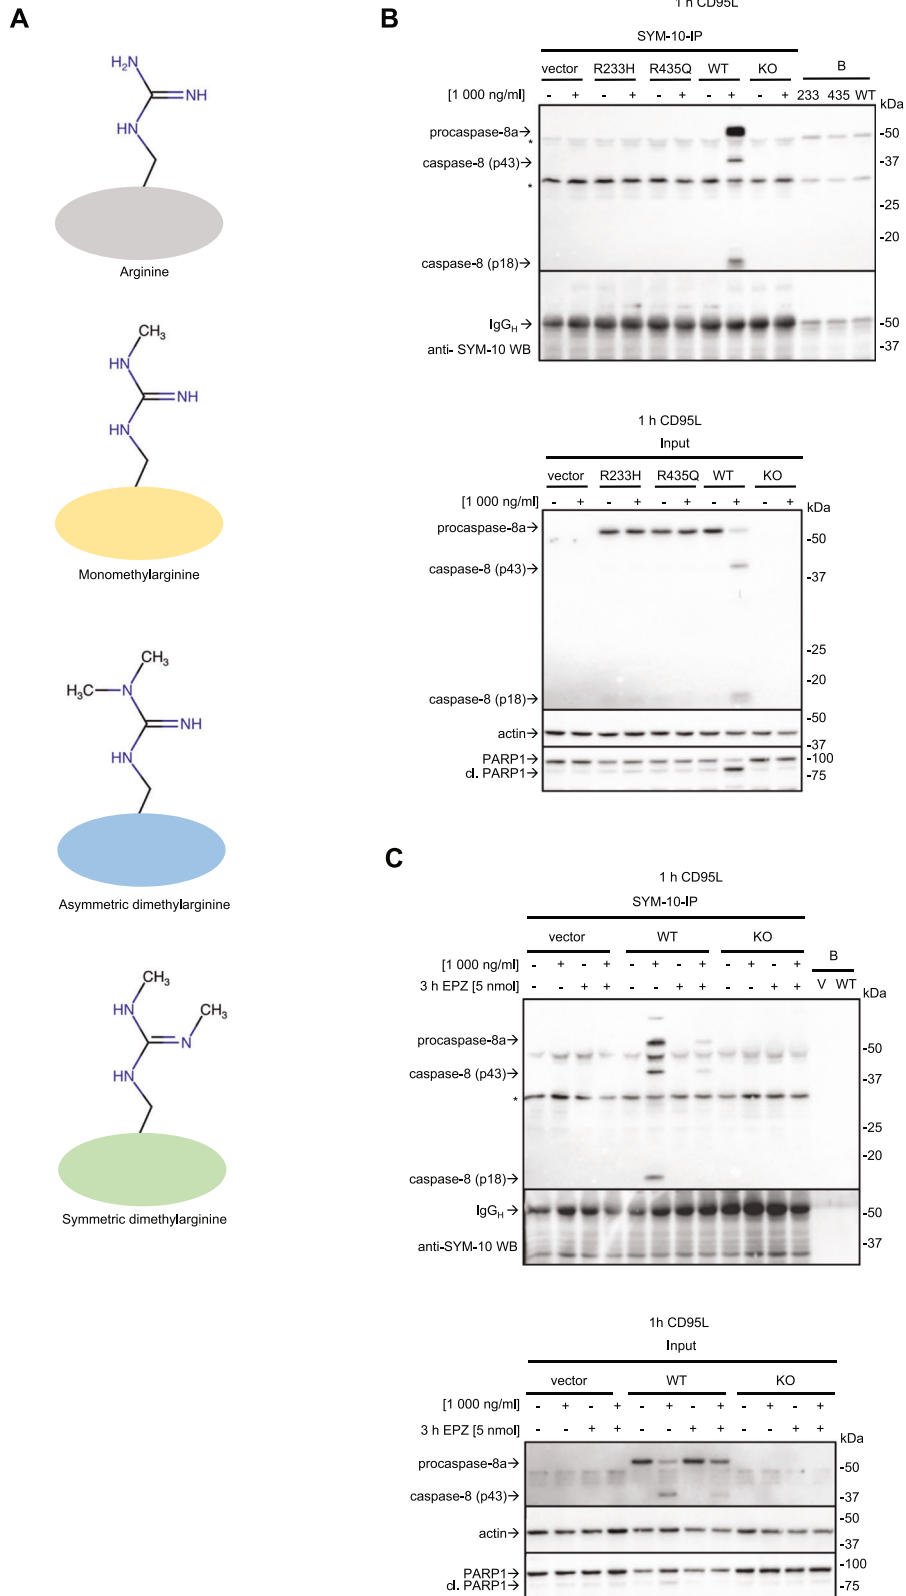 A
H₂N
NH
HN
Arginine
CH₃
HN
NH
HN
Monomethylarginine
CH₃
H₃C
N
NH
HN
Asymmetric dimethylarginine
CH₃
HN
CH₃
N
HN
Symmetric dimethylarginine
B
1 h CD95L
SYM-10-IP
vector R233H R435Q WT KO B
[1 000 ng/ml] - + - + - + - + - + 233 435 WT
kDa
procaspase-8a→ -50
*
caspase-8 (p43)→ -37
*
-25
-20
caspase-8 (p18)→
IgGH → -50
anti- SYM-10 WB -37
1 h CD95L
Input
vector R233H R435Q WT KO
[1 000 ng/ml] - + - + - + - + - +
kDa
procaspase-8a→ -50
caspase-8 (p43)→ -37
-25
-20
caspase-8 (p18)→
-50
actin→
-37
PARP1→ -100
cl. PARP1→ -75
C
1 h CD95L
SYM-10-IP
vector WT KO B
[1 000 ng/ml] - + - + - + - + - + - +
3 h EPZ [5 nmol] - - + + - - + + - - + + V WT
kDa
procaspase-8a→ -50
caspase-8 (p43)→ -37
*
-25
-20
caspase-8 (p18)→
IgGH → -50
anti-SYM-10 WB -37
1h CD95L
Input
vector WT KO
[1 000 ng/ml] - + - + - + - + - + - +
3 h EPZ [5 nmol] - - + + - - + + - - + +
kDa
procaspase-8a→ -50
caspase-8 (p43)→ -37
-50
actin→
-37
PARP1→ -100
cl. PARP1→ -75